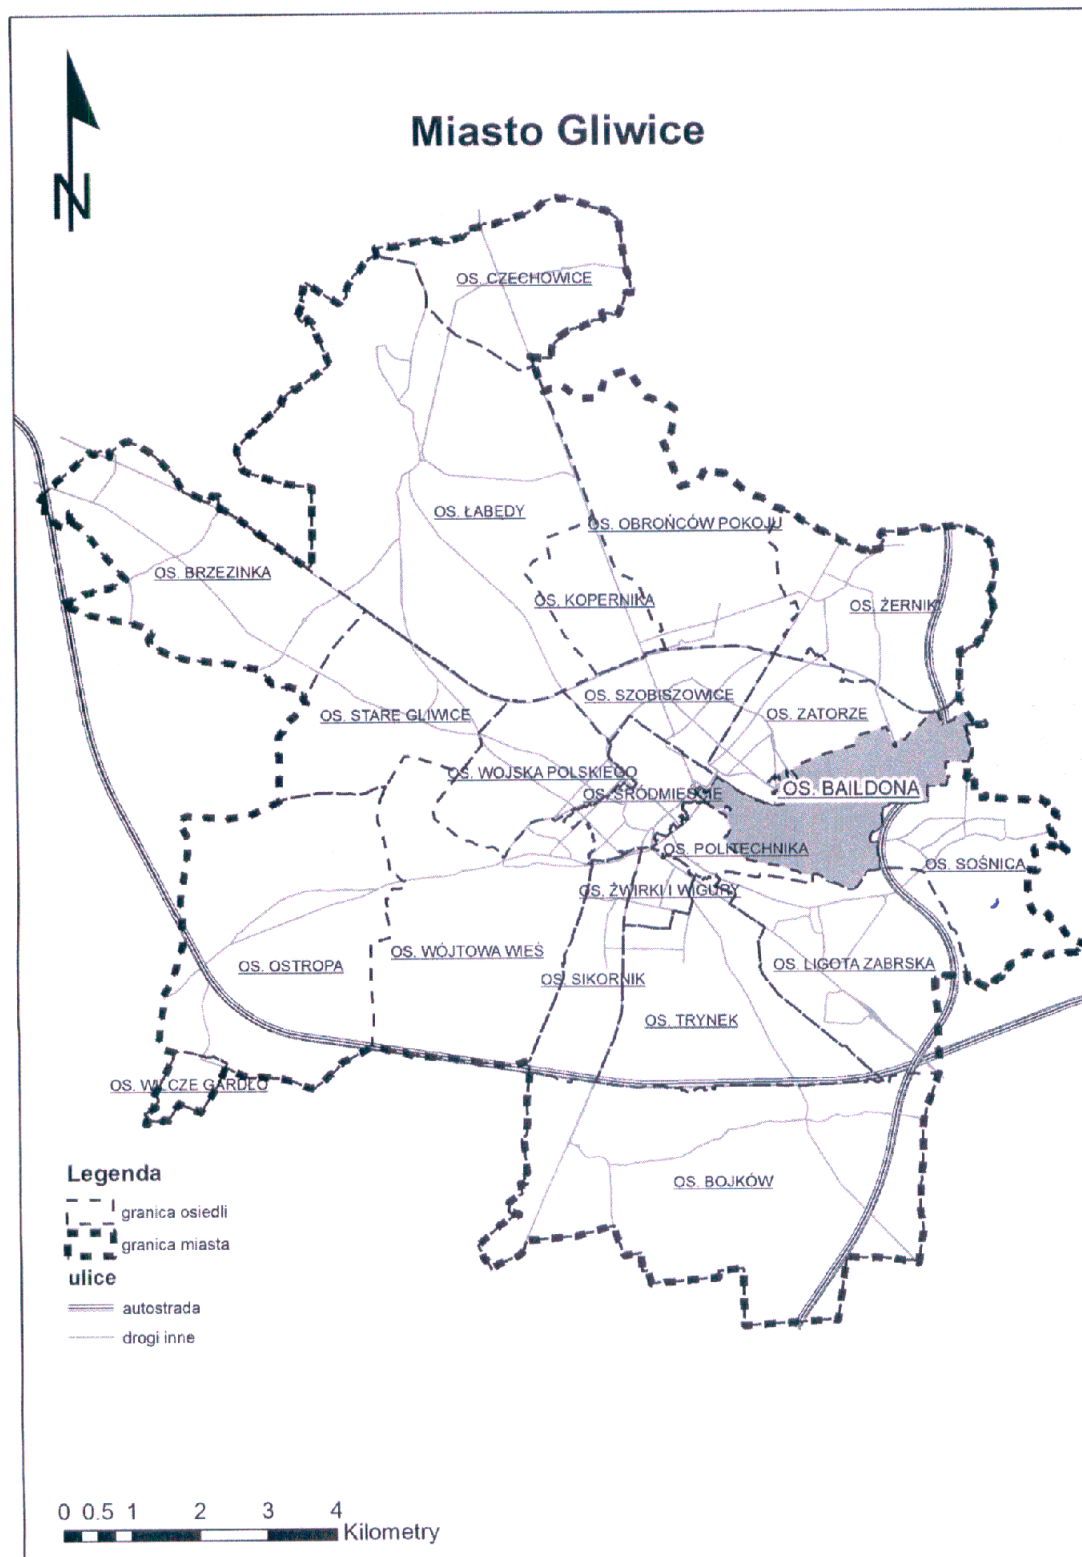 Miasto Gliwice
N
OS. CZECHOWICE
OS. ŁABĘDY
OS. OBROŃCÓW POKOJU
OS. BRZEZINKA
OS. KOPERNIKA
OS. ŻERNIKI
OS. SZOBISZOWICE
OS. STARE GLIWICE
OS. ZATORZE
OS. WOJSKA POLSKIEGO
OS. ŚRÓDMIEŚCIE
OS. BAILDONA
OS. POLITECHNIKA
OS. SOŚNICA
OS. ŻWIRKI I WIGURY
OS. WÓJTOWA WIEŚ
OS. OSTROPA
OS. SIKORNIK
OS. LIGOTA ZABRSKA
OS. TRYNEK
OS. WILCZE GARDŁO
OS. BOJKÓW
Legenda
granica osiedli
granica miasta
ulice
autostrada
drogi inne
0 0.5 1 2 3 4
Kilometry